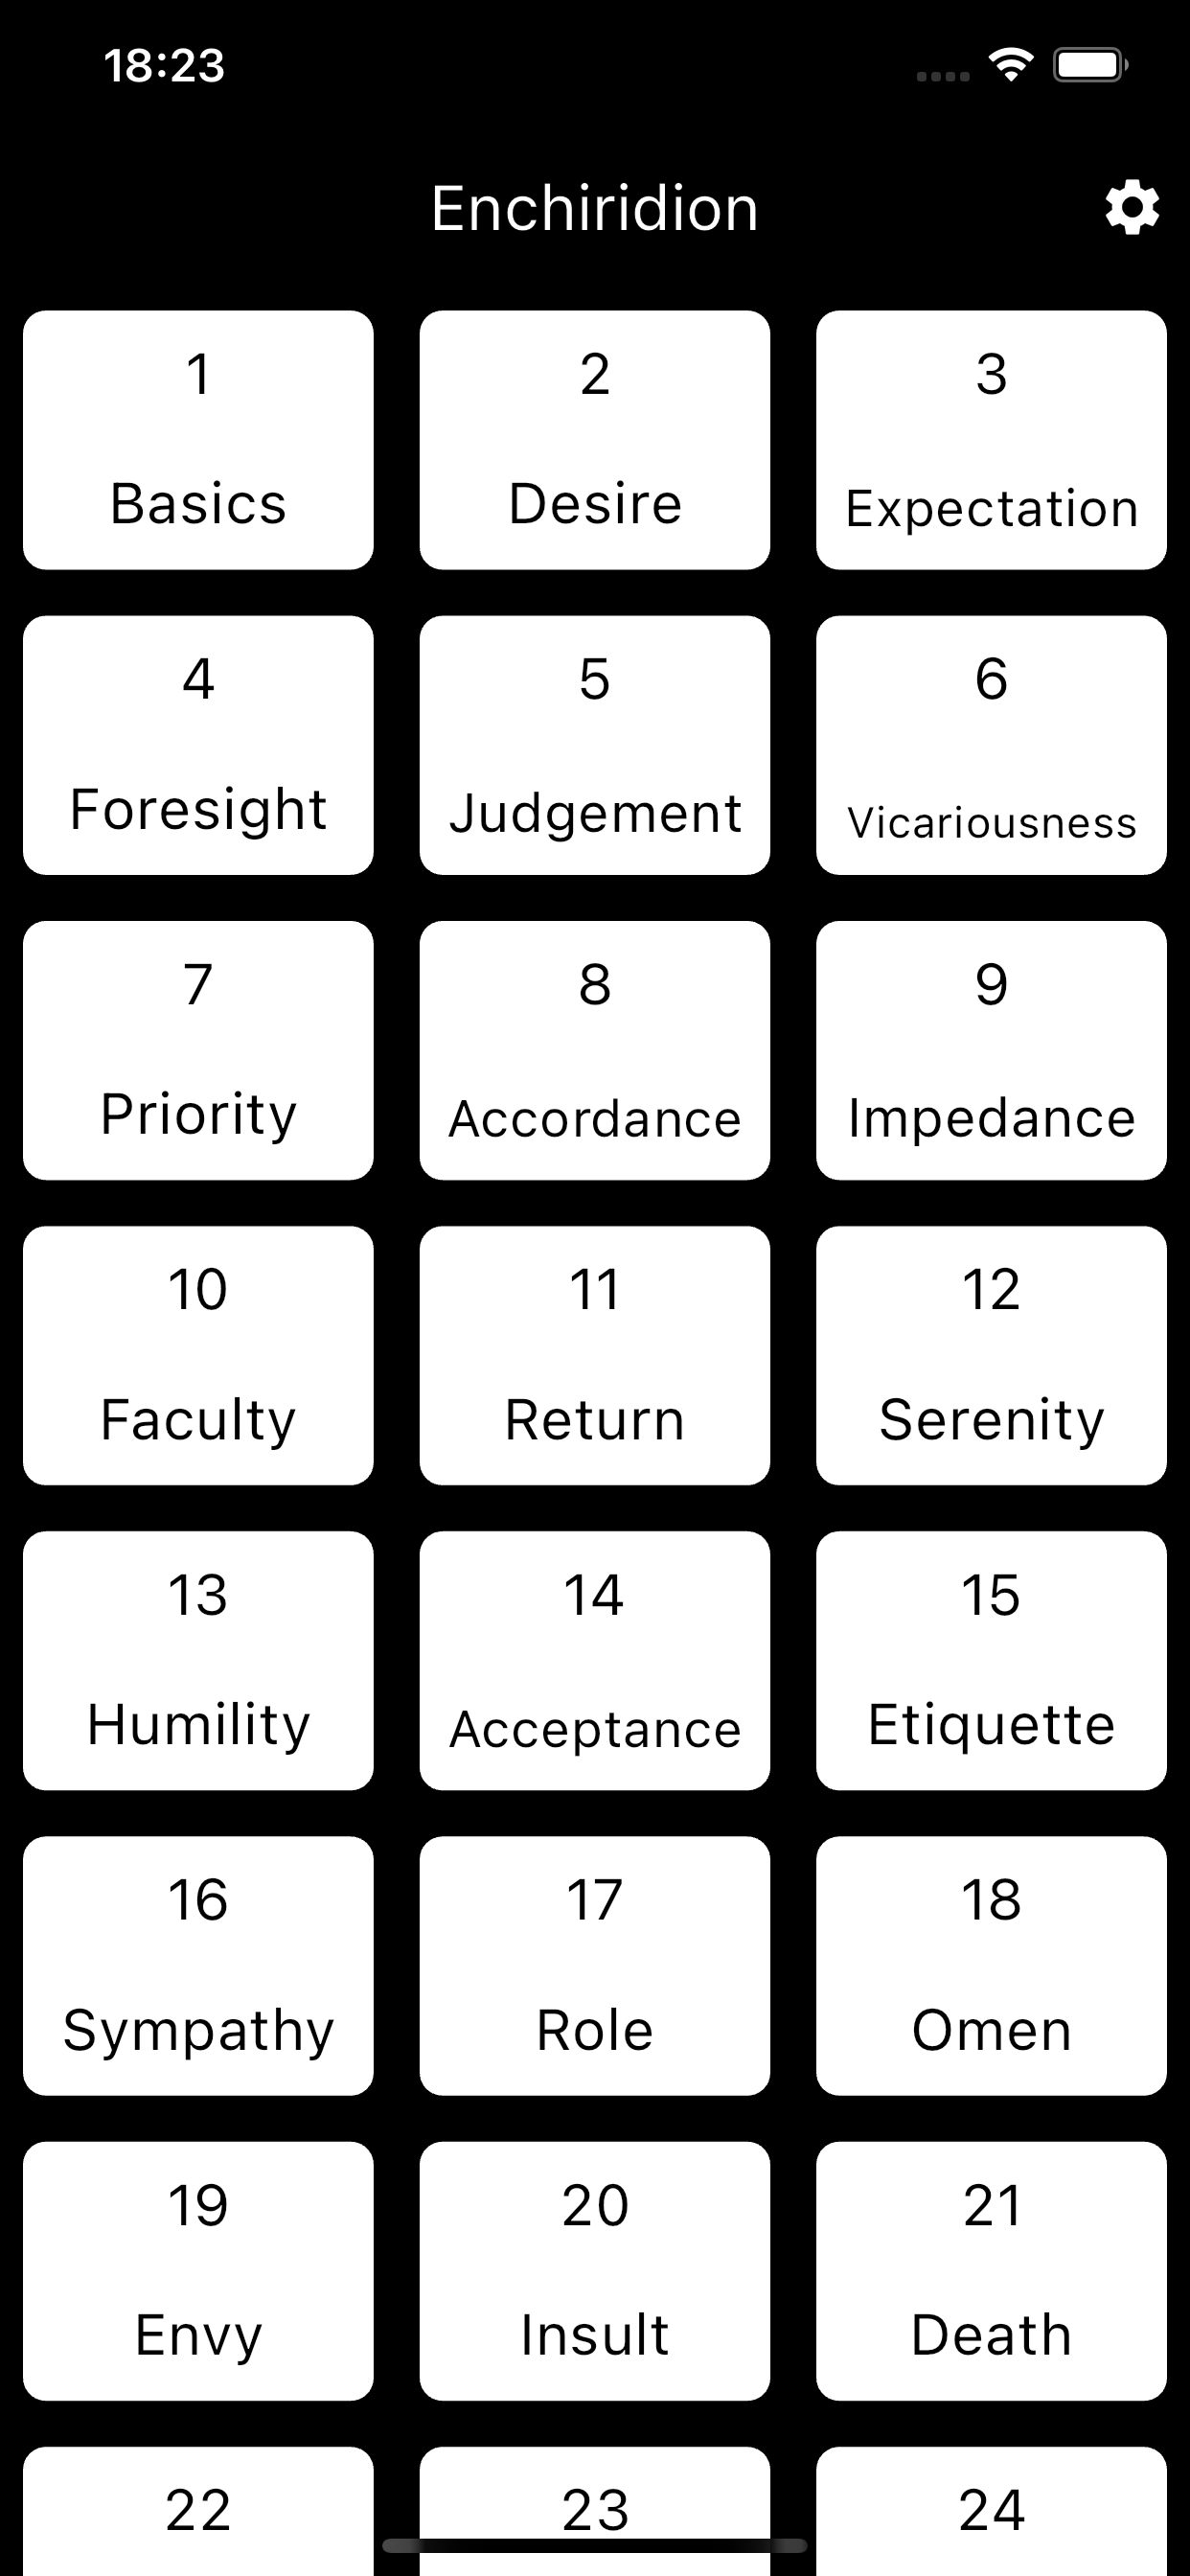 18:23
Enchiridion
1 2 3
Basics Desire Expectation
4 5 6
Foresight Judgement Vicariousness
7 8 9
Priority Accordance Impedance
10 11 12
Faculty Return Serenity
13 14 15
Humility Acceptance Etiquette
16 17 18
Sympathy Role Omen
19 20 21
Envy Insult Death
22 23 24